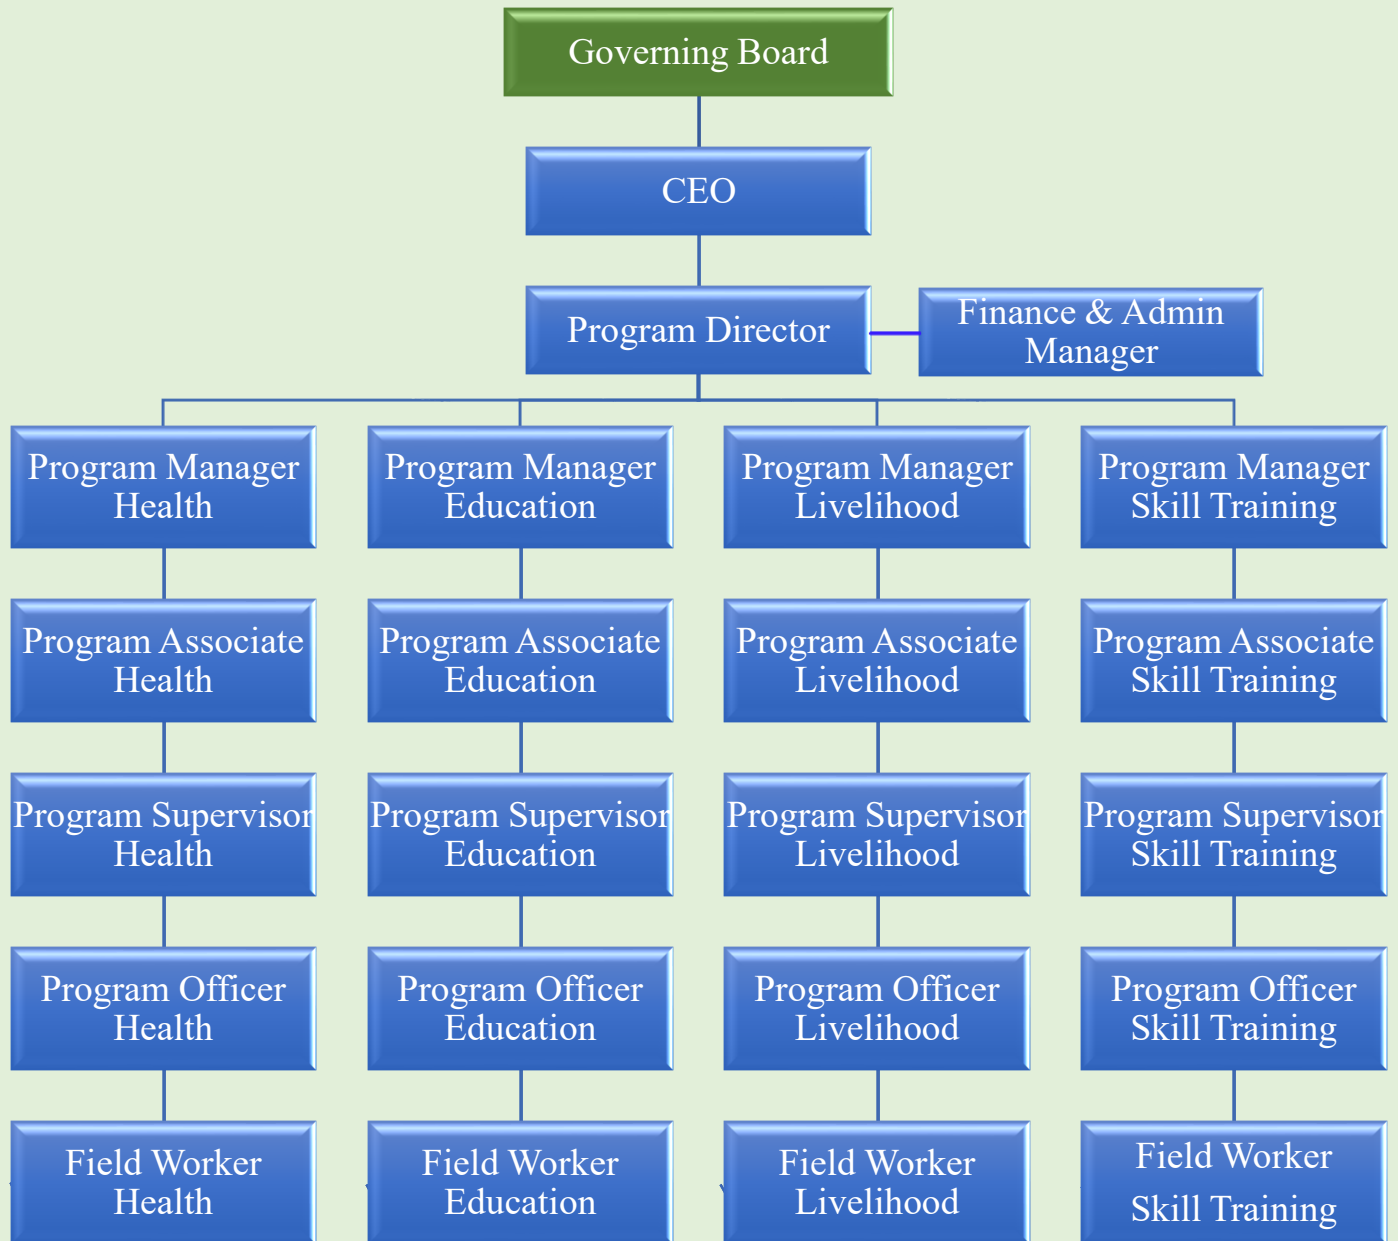 Governing Board
CEO
Program Director
Finance & Admin
Manager
Program Manager
Health
Program Manager
Education
Program Manager
Livelihood
Program Manager
Skill Training
Program Associate
Health
Program Associate
Education
Program Associate
Livelihood
Program Associate
Skill Training
Program Supervisor
Health
Program Supervisor
Education
Program Supervisor
Livelihood
Program Supervisor
Skill Training
Program Officer
Health
Program Officer
Education
Program Officer
Livelihood
Program Officer
Skill Training
Field Worker
Health
Field Worker
Education
Field Worker
Livelihood
Field Worker
Skill Training